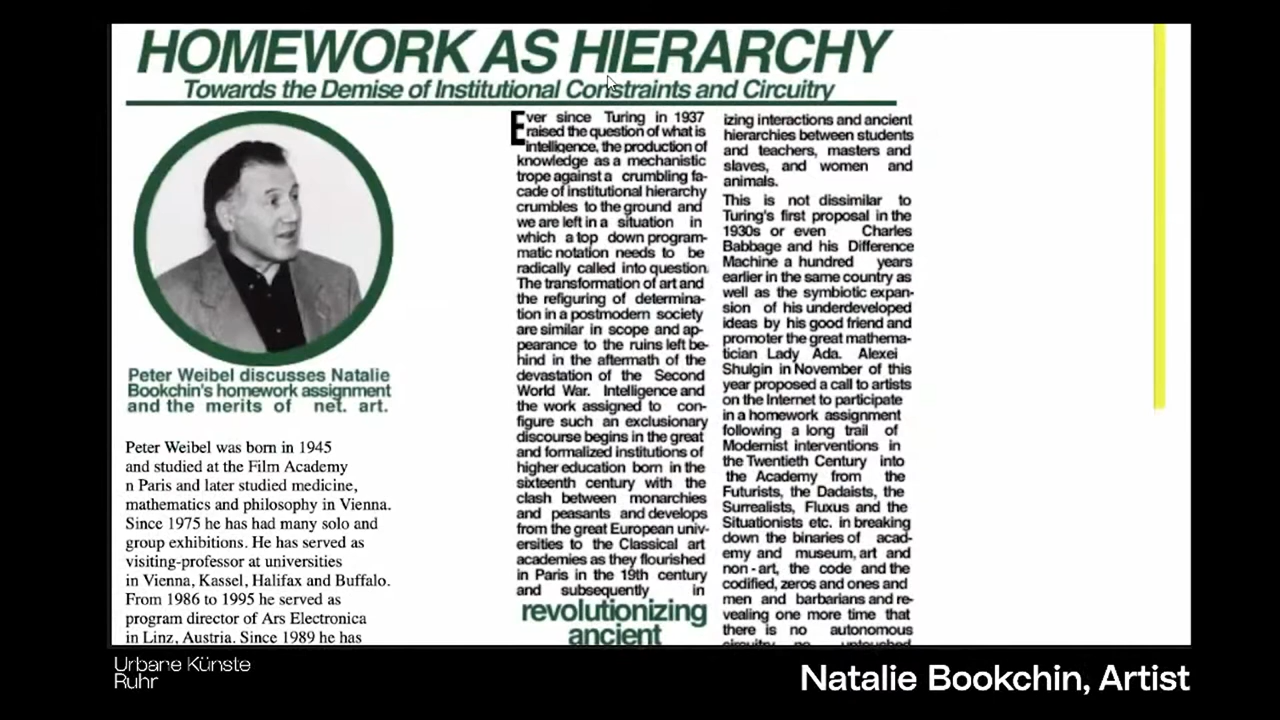 HOMEWORK AS HIERARCHY
Towards the Demise of Institutional Constraints and Circuitry
Peter Weibel discusses Natalie
Bookchin's homework assignment
and the merits of net. art.
Peter Weibel was born in 1945
and studied at the Film Academy
n Paris and later studied medicine,
mathematics and philosophy in Vienna.
Since 1975 he has had many solo and
group exhibitions. He has served as
visiting-professor at universities
in Vienna, Kassel, Halifax and Buffalo.
From 1986 to 1995 he served as
program director of Ars Electronica
in Linz, Austria. Since 1989 he has
Ever since Turing in 1937
raised the question of what is
intelligence, the production of
knowledge as a mechanistic
trope against a crumbling fa-
cade of institutional hierarchy
crumbles to the ground and
we are left in a situation in
which a top down program-
matic notation needs to be
radically called into question.
The transformation of art and
the refiguring of determina-
tion in a postmodern society
are similar in scope and ap-
pearance to the ruins left be-
hind in the aftermath of the
devastation of the Second
World War. Intelligence and
the work assigned to con-
figure such an exclusionary
discourse begins in the great
and formalized institutions of
higher education born in the
sixteenth century with the
clash between monarchies
and peasants and develops
from the great European univ-
ersities to the Classical art
academies as they flourished
in Paris in the 19th century
and subsequently in
revolutionizing
ancient
izing interactions and ancient
hierarchies between students
and teachers, masters and
slaves, and women and
animals.
This is not dissimilar to
Turing's first proposal in the
1930s or even Charles
Babbage and his Difference
Machine a hundred years
earlier in the same country as
well as the symbiotic expan-
sion of his underdeveloped
ideas by his good friend and
promoter the great mathema-
tician Lady Ada. Alexei
Shulgin in November of this
year proposed a call to artists
on the Internet to participate
in a homework assignment
following a long trail of
Modernist interventions in
the Twentieth Century into
the Academy from the
Futurists, the Dadaists, the
Surrealists, Fluxus and the
Situationists etc. in breaking
down the binaries of acad-
emy and museum, art and
non-art, the code and the
codified, zeros and ones and
men and barbarians and re-
vealing one more time that
there is no autonomous
Urbane Künste
Ruhr
Natalie Bookchin, Artist